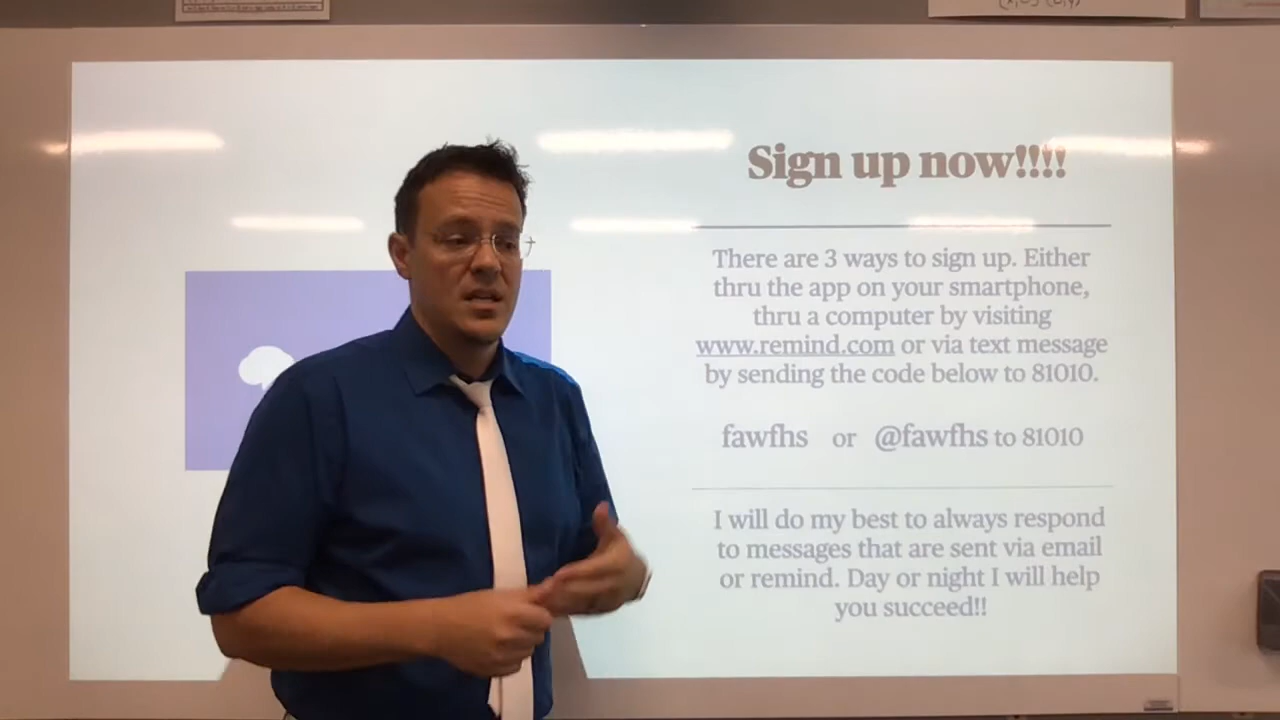 Sign up now!!!!
There are 3 ways to sign up. Either
thru the app on your smartphone,
thru a computer by visiting
www.remind.com or via text message
by sending the code below to 81010.
fawfhs or @fawfhs to 81010
I will do my best to always respond
to messages that are sent via email
or remind. Day or night I will help
you succeed!!